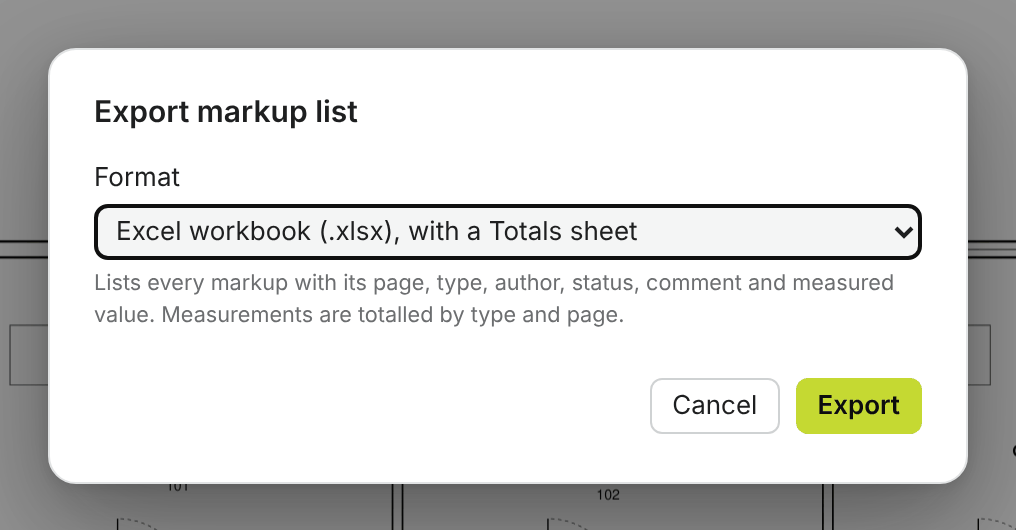 Export markup list
Format
Excel workbook (.xlsx), with a Totals sheet
Lists every markup with its page, type, author, status, comment and measured
value. Measurements are totalled by type and page.
Cancel
Export
101
102